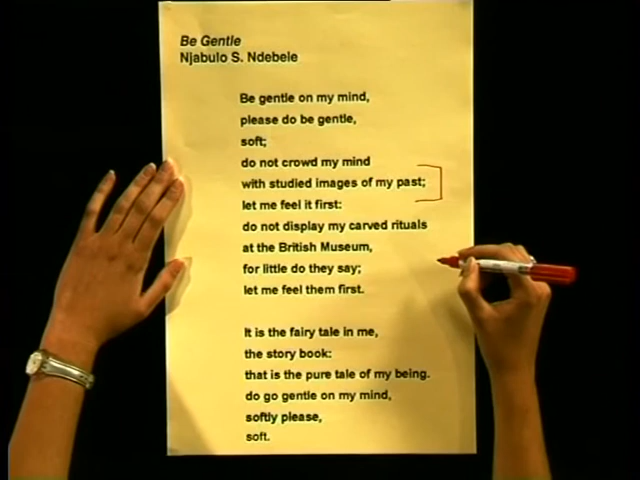 Be Gentle
Njabulo S. Ndebele
Be gentle on my mind,
please do be gentle,
soft;
do not crowd my mind
with studied images of my past;
let me feel it first:
do not display my carved rituals
at the British Museum,
for little do they say;
let me feel them first.
It is the fairy tale in me,
the story book:
that is the pure tale of my being.
do go gentle on my mind,
softly please,
soft.